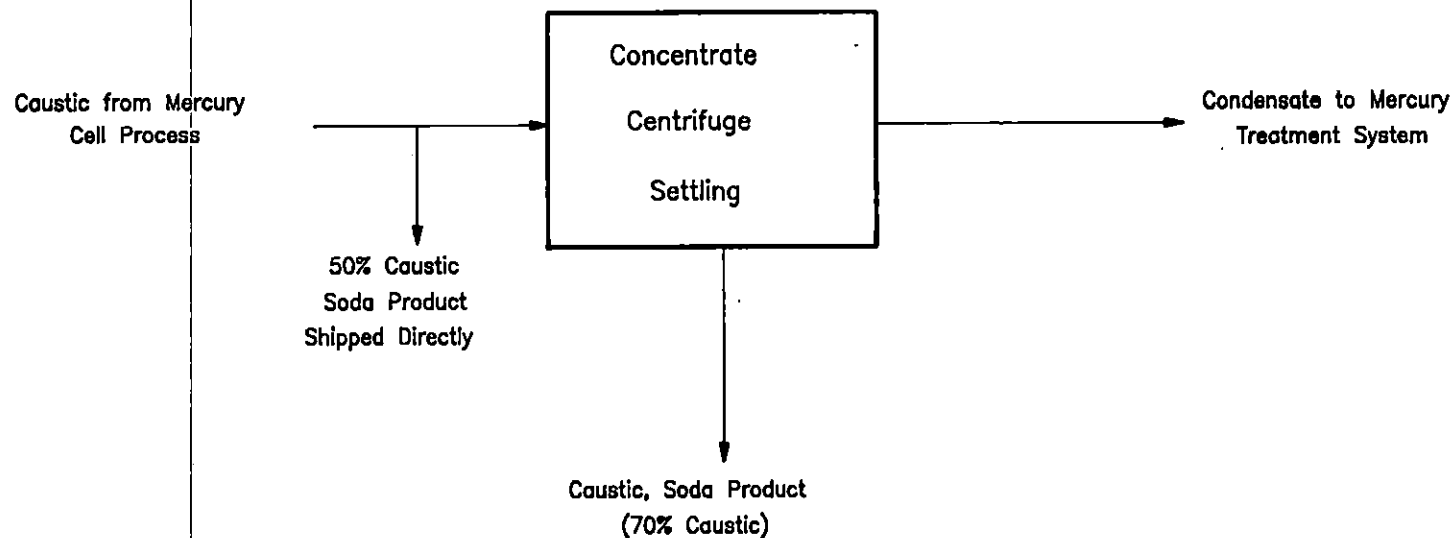 Concentrate
Centrifuge
Settling
Caustic from Mercury
Cell Process
Condensate to Mercury
Treatment System
50% Caustic
Soda Product
Shipped Directly
Caustic, Soda Product
(70% Caustic)